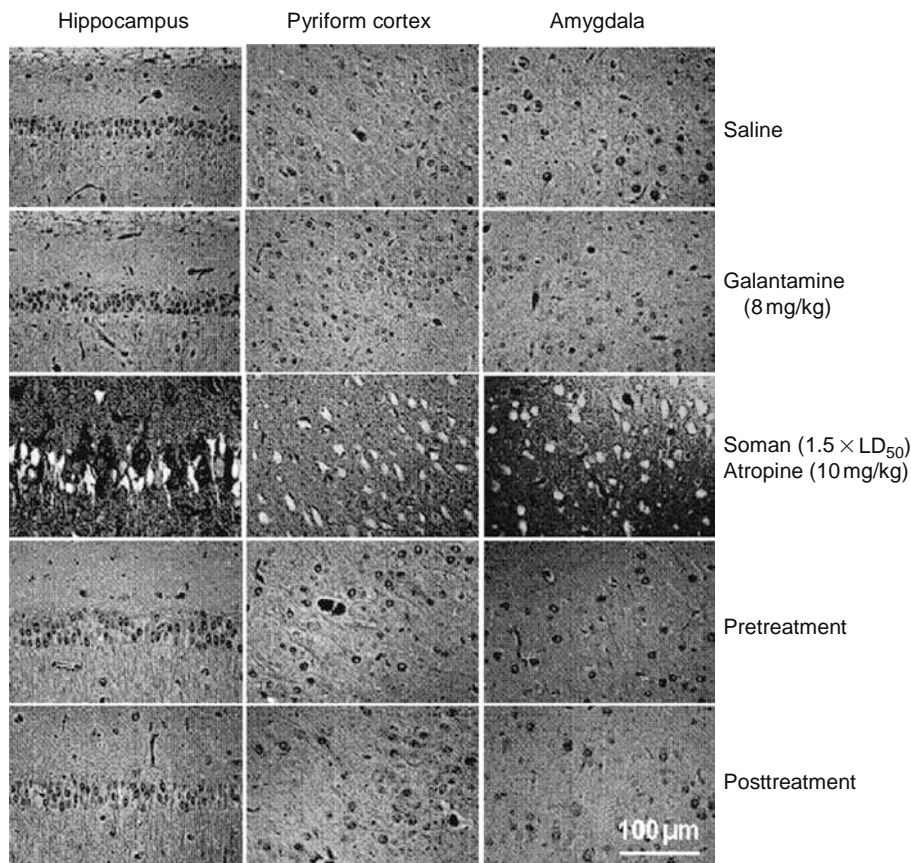 Hippocampus
Pyriform cortex
Amygdala
Saline
Galantamine
(8 mg/kg)
Soman (1.5 × LD50)
Atropine (10 mg/kg)
Pretreatment
Posttreatment
100 µm